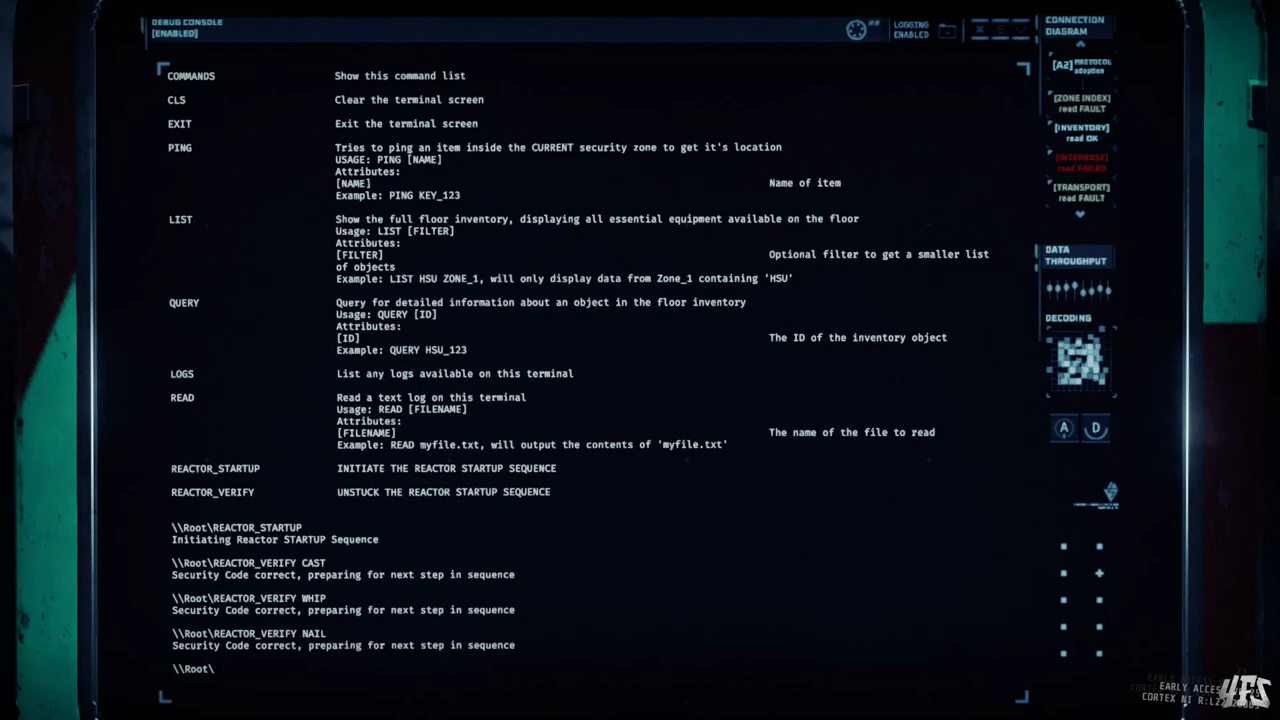 DEBUG CONSOLE
[ENABLED]
LOGGING
ENABLED
CONNECTION
DIAGRAM
COMMANDS Show this command list
CLS Clear the terminal screen
EXIT Exit the terminal screen
PING Tries to ping an item inside the CURRENT security zone to get it's location
USAGE: PING [NAME]
Attributes:
[NAME] Name of item
Example: PING KEY_123
LIST Show the full floor inventory, displaying all essential equipment available on the floor
Usage: LIST [FILTER]
Attributes:
[FILTER] Optional filter to get a smaller list
of objects
Example: LIST HSU ZONE_1, will only display data from Zone_1 containing 'HSU'
QUERY Query for detailed information about an object in the floor inventory
Usage: QUERY [ID]
Attributes:
[ID] The ID of the inventory object
Example: QUERY HSU_123
LOGS List any logs available on this terminal
READ Read a text log on this terminal
Usage: READ [FILENAME]
Attributes:
[FILENAME] The name of the file to read
Example: READ myfile.txt, will output the contents of 'myfile.txt'
REACTOR_STARTUP INITIATE THE REACTOR STARTUP SEQUENCE
REACTOR_VERIFY UNSTUCK THE REACTOR STARTUP SEQUENCE
\\Root\REACTOR_STARTUP
Initiating Reactor STARTUP Sequence
\\Root\REACTOR_VERIFY CAST
Security Code correct, preparing for next step in sequence
\\Root\REACTOR_VERIFY WHIP
Security Code correct, preparing for next step in sequence
\\Root\REACTOR_VERIFY NAIL
Security Code correct, preparing for next step in sequence
\\Root\
[A2] PROTOCOL
adoption
[ZONE INDEX]
read FAULT
[INVENTORY]
read OK
read FAILED
[TRANSPORT]
read FAULT
DATA
THROUGHPUT
DECODING
A D
EARLY ACCESS
CORTEX NI
4FS